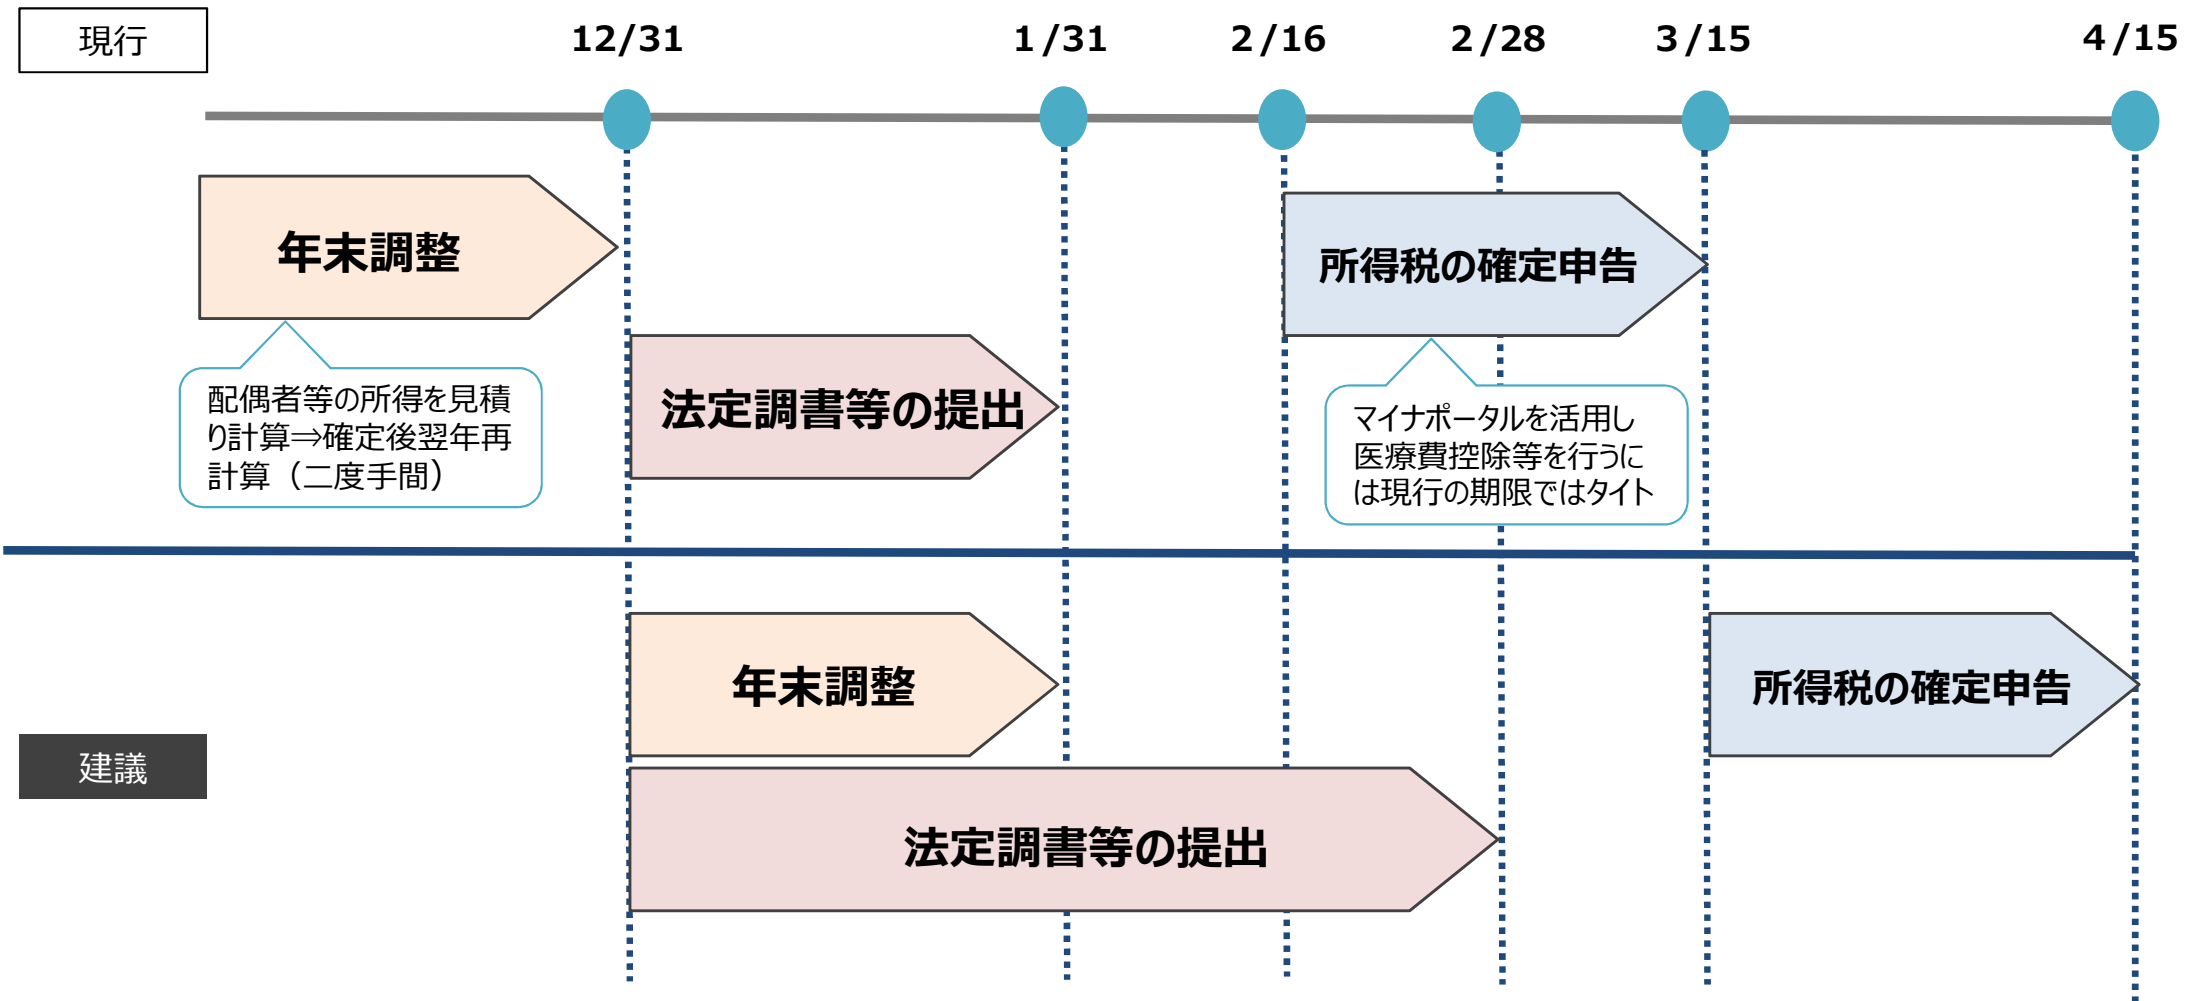 現行
12/31
1/31
2/16
2/28
3/15
4/15
年末調整
所得税の確定申告
法定調書等の提出
配偶者等の所得を見積
り計算⇒確定後翌年再
計算（二度手間）
マイナポータルを活用し
医療費控除等を行うに
は現行の期限ではタイト
建議
年末調整
所得税の確定申告
法定調書等の提出